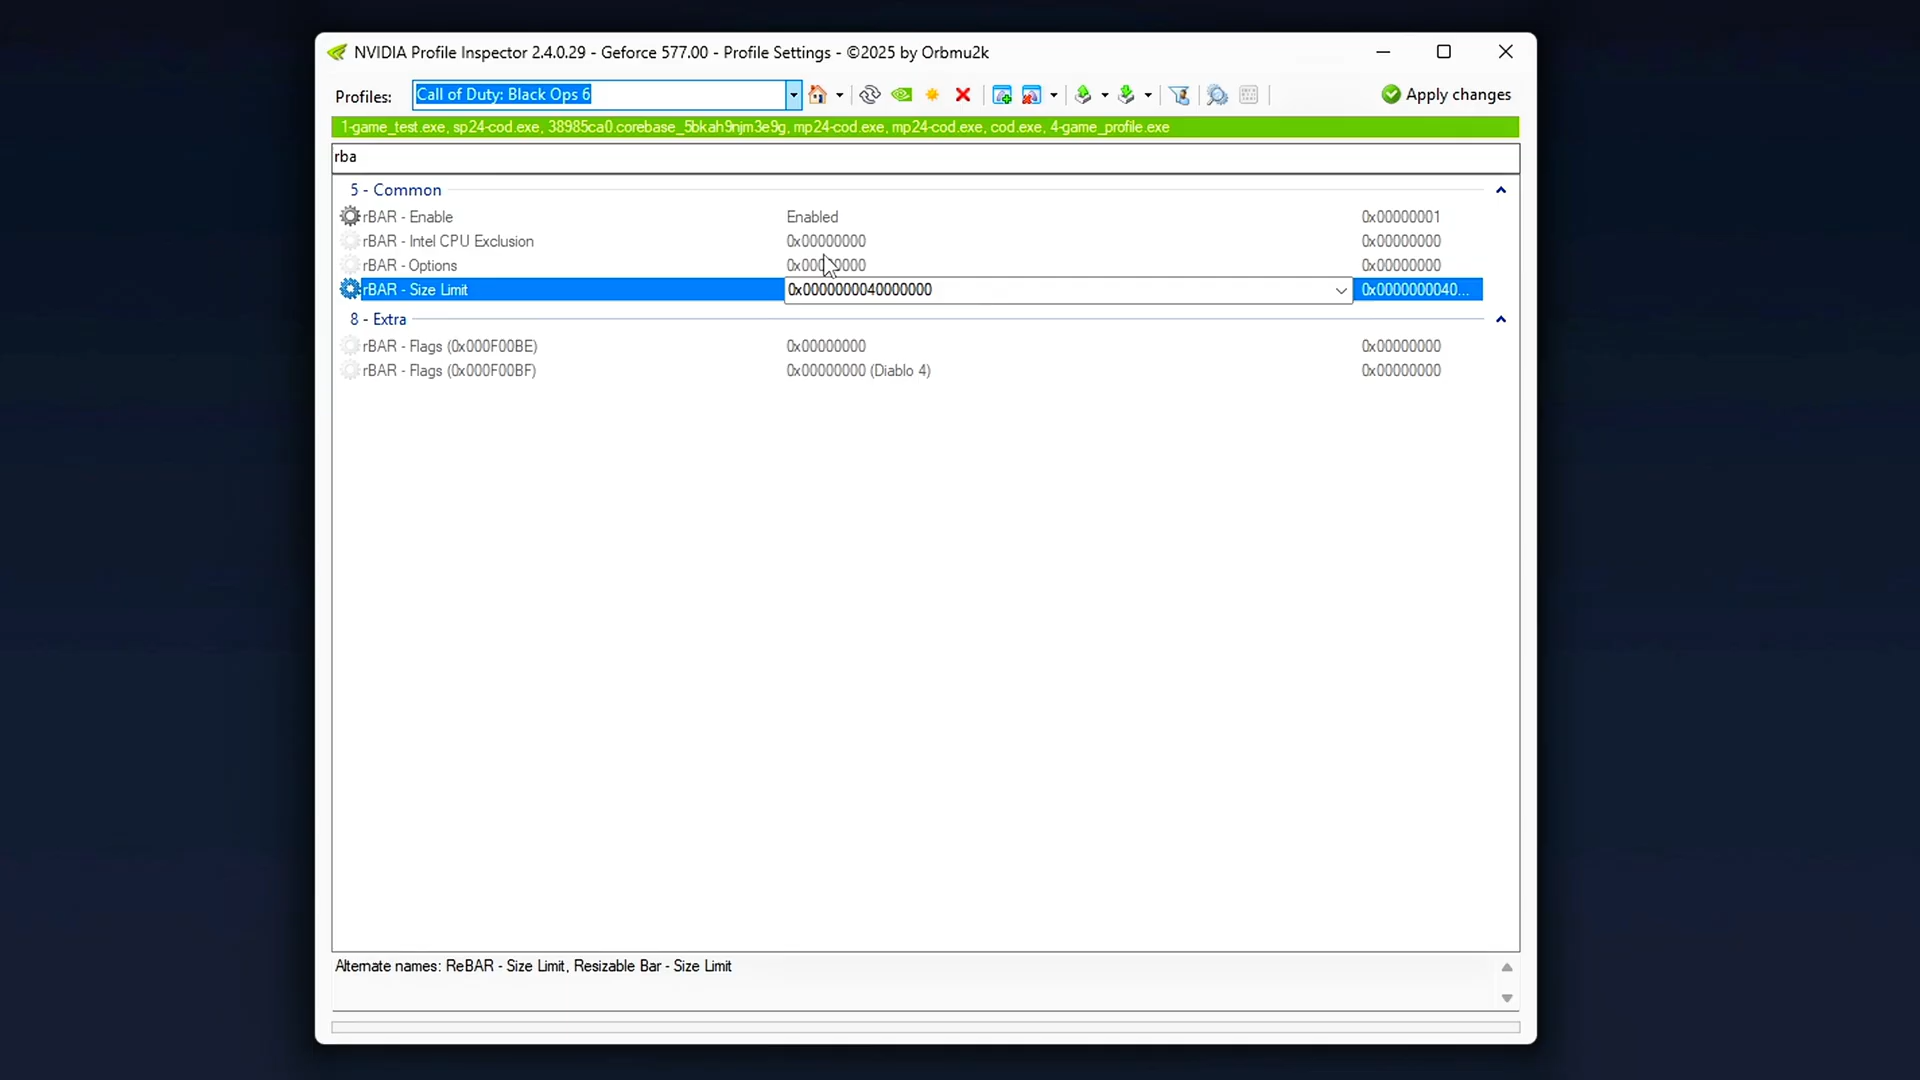 NVIDIA Profile Inspector 2.4.0.29 - Geforce 577.00 - Profile Settings - ©2025 by Orbmu2k
Profiles: Call of Duty: Black Ops 6 Apply changes
1-game_test.exe, sp24-cod.exe, 38985ca0.corebase_5bkah9njm3e9g, mp24-cod.exe, mp24-cod.exe, cod.exe, 4-game_profile.exe
rba
5 - Common
rBAR - Enable Enabled 0x00000001
rBAR - Intel CPU Exclusion 0x00000000 0x00000000
rBAR - Options 0x00000000 0x00000000
rBAR - Size Limit 0x0000000040000000 0x0000000040...
8 - Extra
rBAR - Flags (0x000F00BE) 0x00000000 0x00000000
rBAR - Flags (0x000F00BF) 0x00000000 (Diablo 4) 0x00000000
Alternate names: ReBAR - Size Limit, Resizable Bar - Size Limit